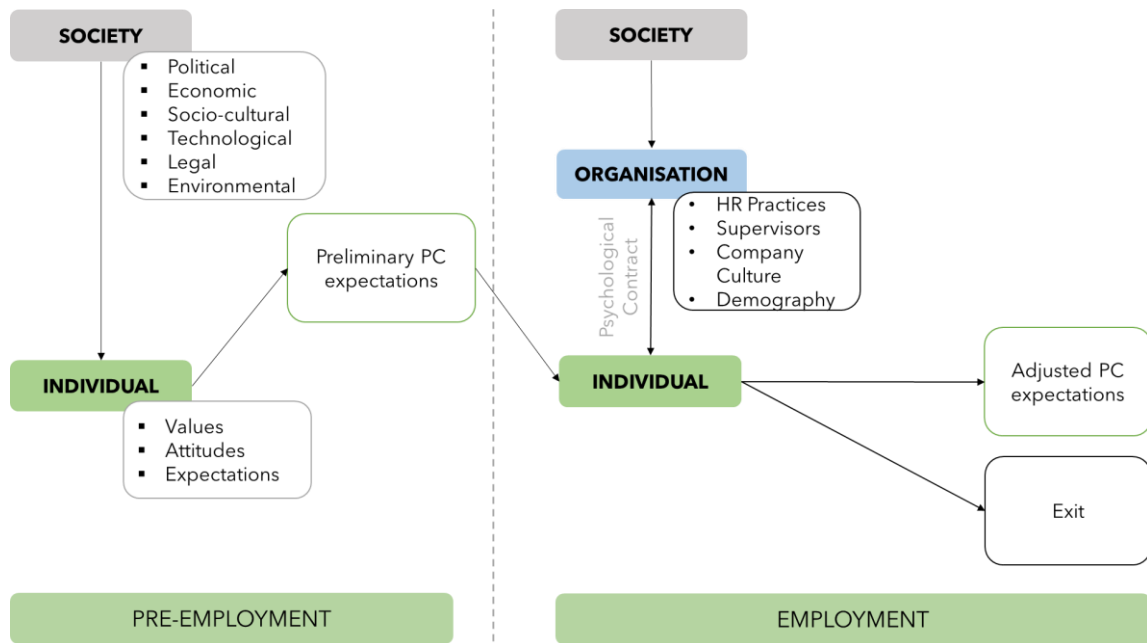 SOCIETY
▪ Political
▪ Economic
▪ Socio-cultural
▪ Technological
▪ Legal
▪ Environmental
Preliminary PC
expectations
INDIVIDUAL
▪ Values
▪ Attitudes
▪ Expectations
PRE-EMPLOYMENT
SOCIETY
ORGANISATION
• HR Practices
• Supervisors
• Company
Culture
• Demography
Psychological
Contract
INDIVIDUAL
Adjusted PC
expectations
Exit
EMPLOYMENT